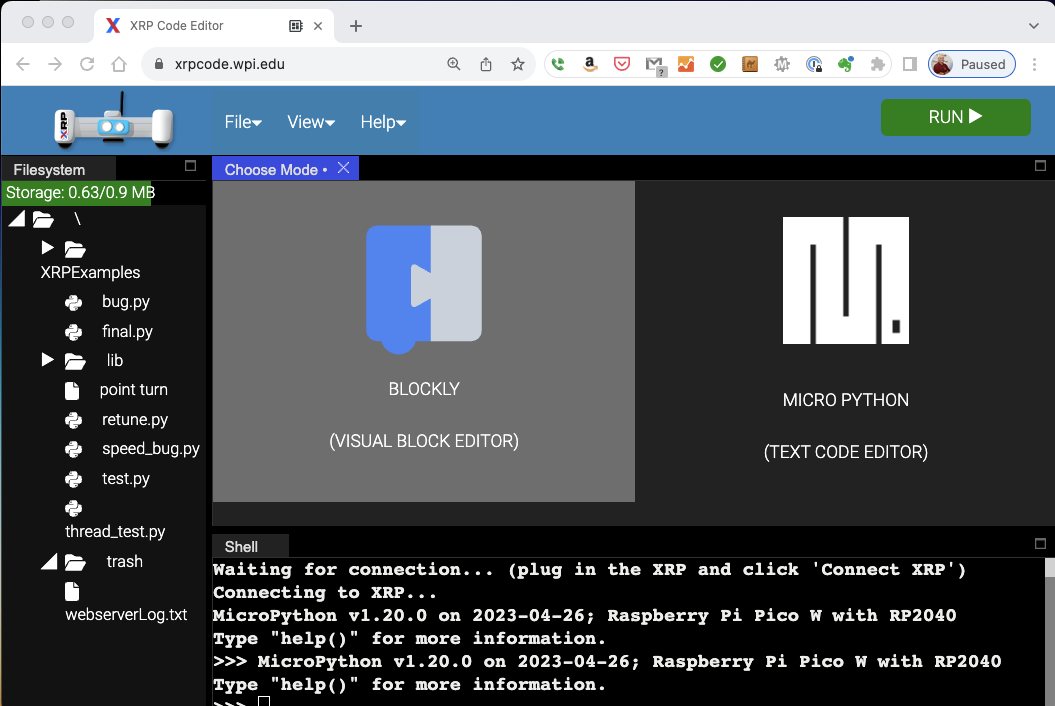 XRP Code Editor
xrpcode.wpi.edu
Paused
XRP
File View Help
RUN
Filesystem
Choose Mode •
Storage: 0.63/0.9 MB
\
XRPExamples
bug.py
final.py
lib
point turn
retune.py
speed_bug.py
test.py
thread_test.py
trash
webserverLog.txt
BLOCKLY
(VISUAL BLOCK EDITOR)
MICRO PYTHON
(TEXT CODE EDITOR)
Shell
Waiting for connection... (plug in the XRP and click 'Connect XRP')
Connecting to XRP...
MicroPython v1.20.0 on 2023-04-26; Raspberry Pi Pico W with RP2040
Type "help()" for more information.
>>> MicroPython v1.20.0 on 2023-04-26; Raspberry Pi Pico W with RP2040
Type "help()" for more information.
>>>